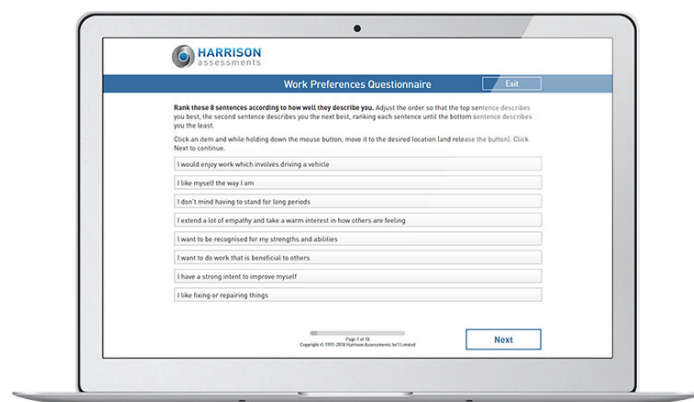 HARRISON
assessments
Work Preferences Questionnaire
Exit
Rank these 8 sentences according to how well they describe you. Adjust the order so that the top sentence describes
you best, the second sentence describes you the next best, ranking each sentence until the bottom sentence describes
you the least.
Click an item and while holding down the mouse button, move it to the desired location (and release the button). Click
Next to continue.
I would enjoy work which involves driving a vehicle
I like myself the way I am
I don't mind having to stand for long periods
I extend a lot of empathy and take a warm interest in how others are feeling
I want to be recognised for my strengths and abilities
I want to do work that is beneficial to others
I have a strong intent to improve myself
I like fixing or repairing things
Page 1 of 18
Copyright © 1991-2018 Harrison Assessments Int'l Limited
Next